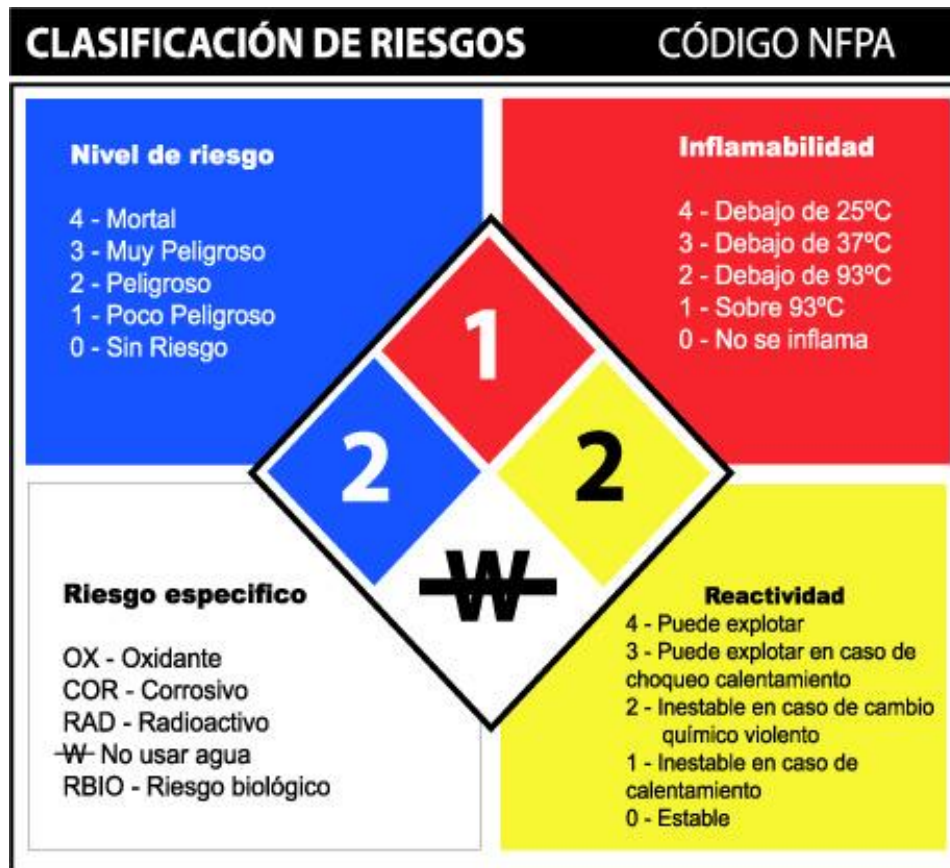 CLASIFICACIÓN DE RIESGOS CÓDIGO NFPA
Nivel de riesgo
4 - Mortal
3 - Muy Peligroso
2 - Peligroso
1 - Poco Peligroso
0 - Sin Riesgo
Inflamabilidad
4 - Debajo de 25ºC
3 - Debajo de 37ºC
2 - Debajo de 93ºC
1 - Sobre 93ºC
0 - No se inflama
1
2
2
W
Riesgo especifico
OX - Oxidante
COR - Corrosivo
RAD - Radioactivo
W - No usar agua
RBIO - Riesgo biológico
Reactividad
4 - Puede explotar
3 - Puede explotar en caso de
choqueo calentamiento
2 - Inestable en caso de cambio
químico violento
1 - Inestable en caso de
calentamiento
0 - Estable